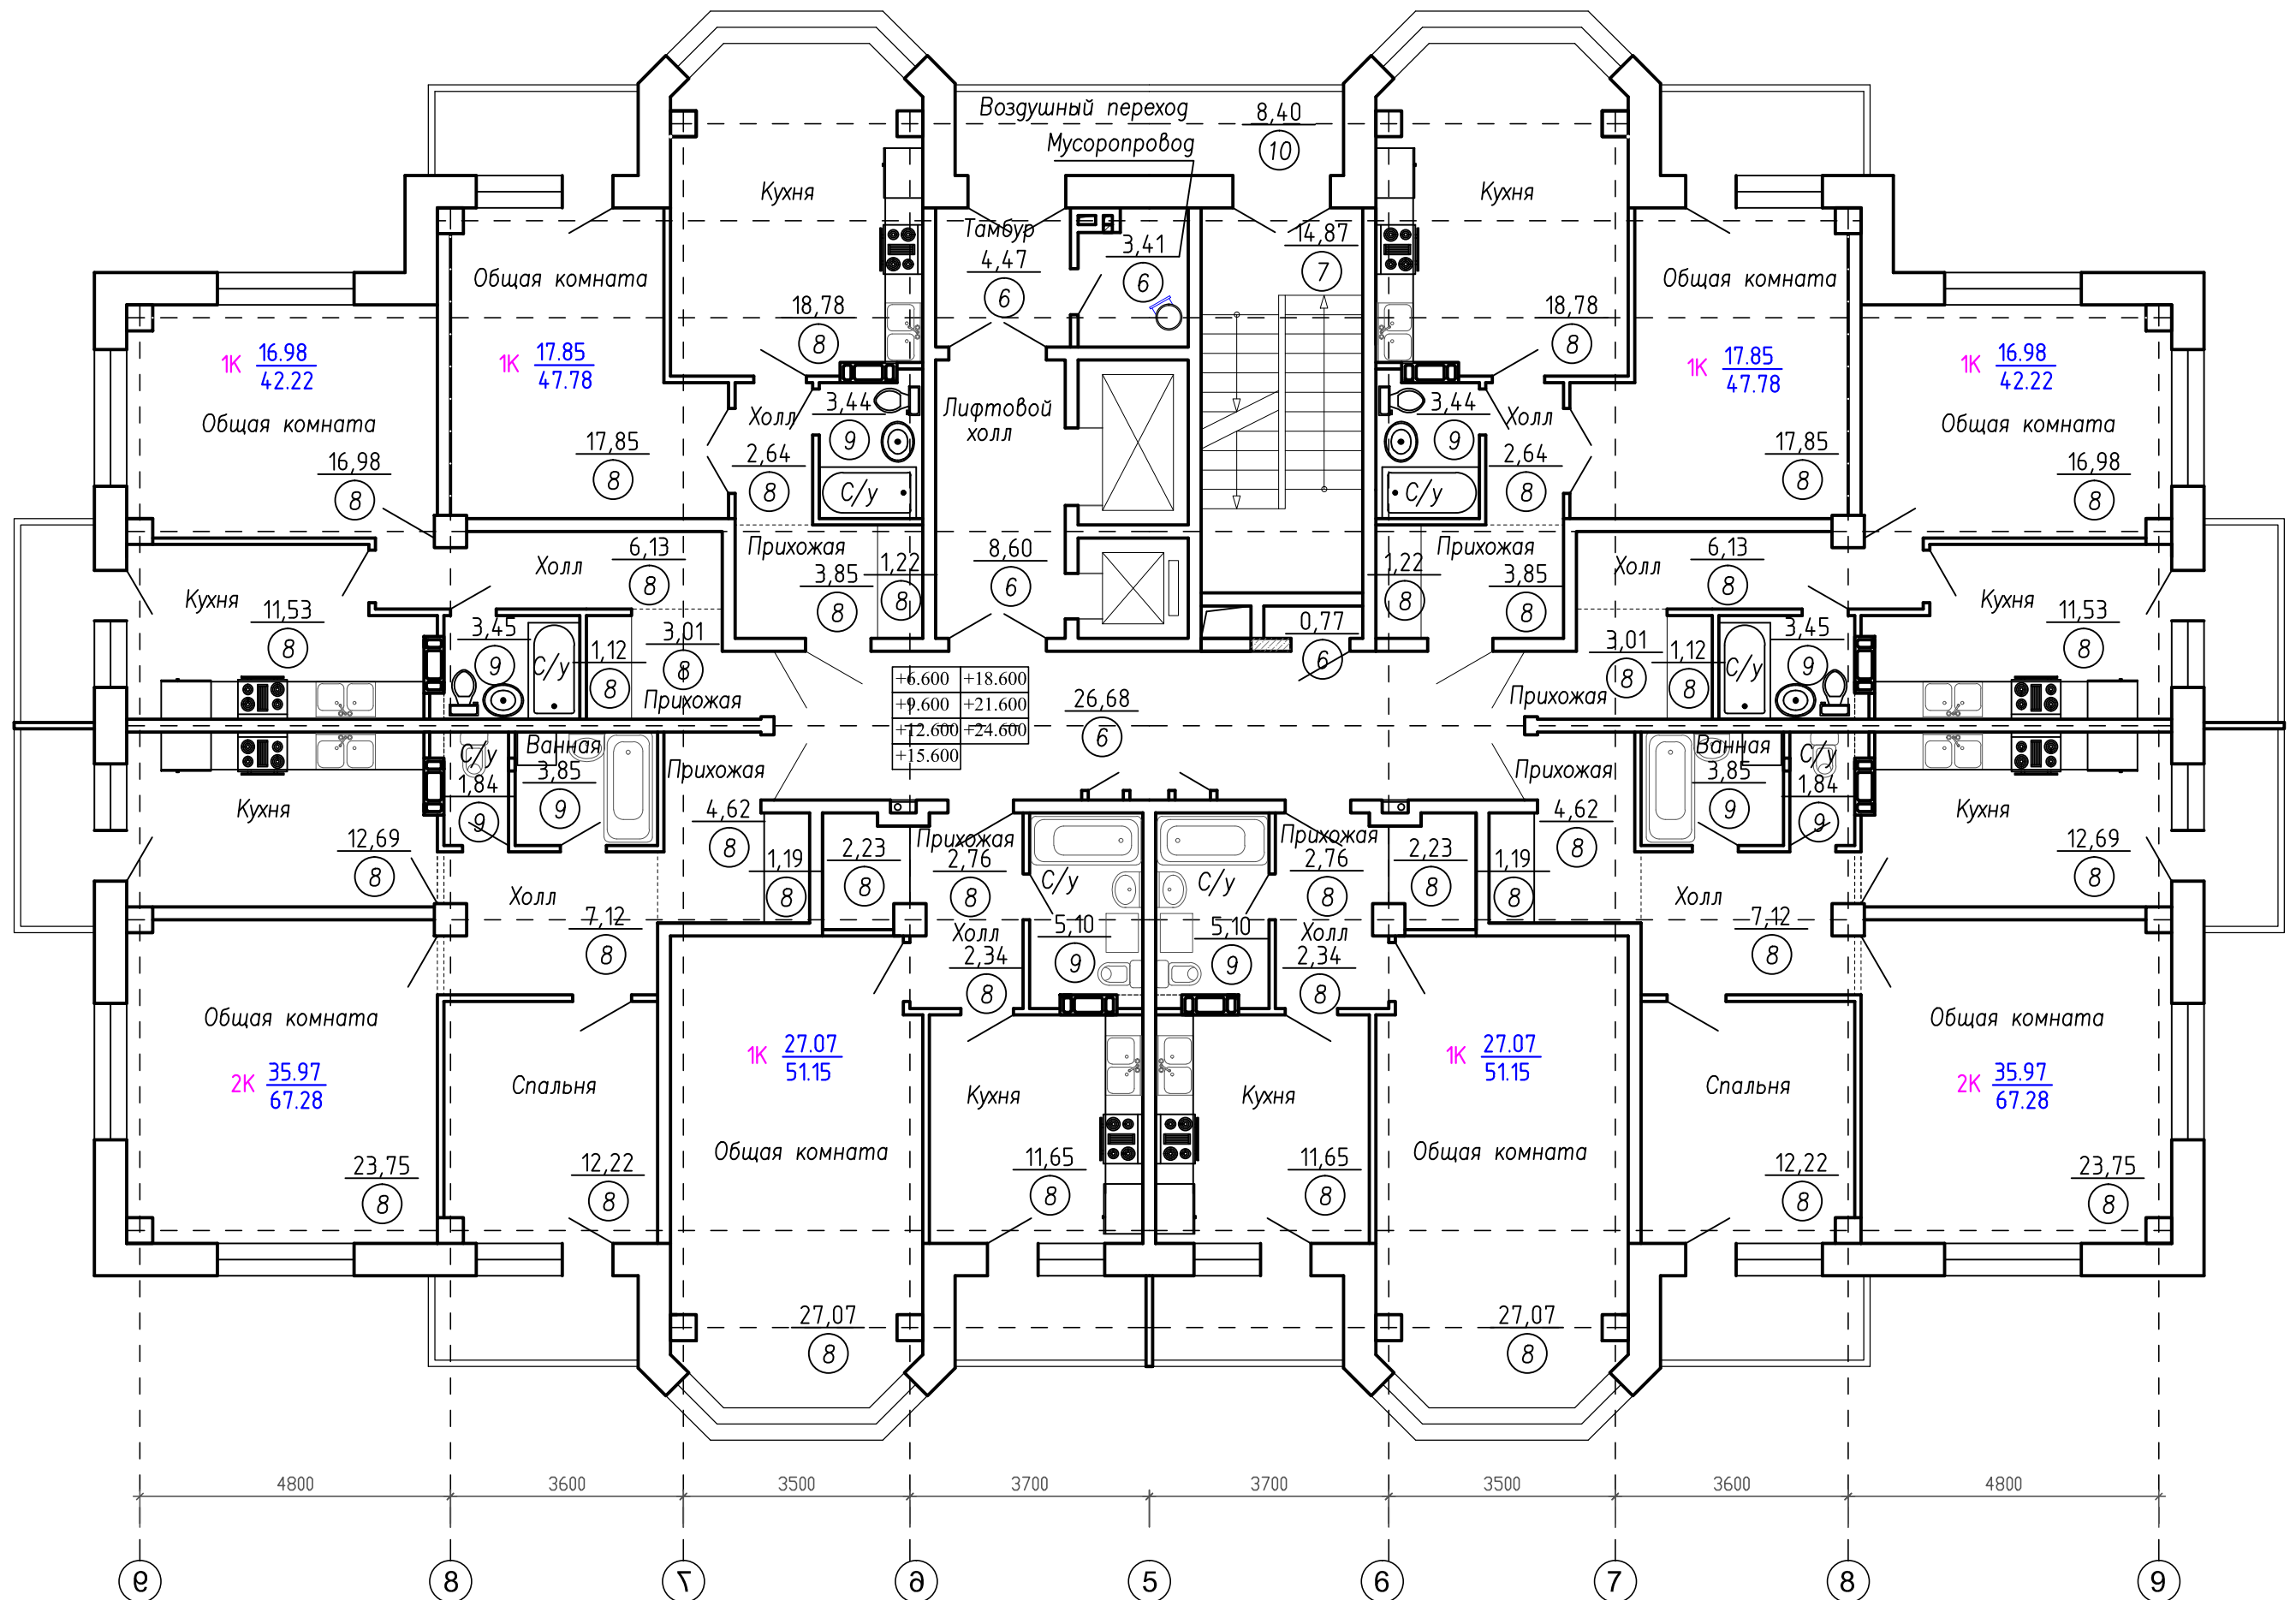 Воздушный переход
8,40
10
Мусоропровод
Кухня
18,78
8
Тамбур
4,47
6
3,41
6
14,87
7
Кухня
18,78
8
Общая комната
1К 17.85
47.78
17,85
8
1К 16.98
42.22
Общая комната
16,98
8
Общая комната
1К 17.85
47.78
17,85
8
1К 16.98
42.22
Общая комната
16,98
8
Холл
2,64
8
3,44
9
С/у
Лифтовой
холл
8,60
6
3,44
9
С/у
Холл
2,64
8
Прихожая
3,85
8
1,22
8
1,22
8
Прихожая
3,85
8
Холл
6,13
8
Кухня
11,53
8
3,45
9
С/у
1,12
8
3,01
8
Прихожая
0,77
6
Холл
6,13
8
3,01
8
Прихожая
1,12
8
С/у
3,45
9
Кухня
11,53
8
+6.600 +18.600
+9.600 +21.600
+12.600 +24.600
+15.600
26,68
6
Кухня
12,69
8
С/у
1,84
9
Ванная
3,85
9
Прихожая
4,62
8
1,19
8
2,23
8
Прихожая
2,76
8
С/у
5,10
9
Холл
2,34
8
С/у
5,10
9
Прихожая
2,76
8
Холл
2,34
8
2,23
8
1,19
8
Прихожая
4,62
8
Ванная
3,85
9
С/у
1,84
9
Кухня
12,69
8
Холл
7,12
8
Холл
7,12
8
Общая комната
2К 35.97
67.28
23,75
8
Спальня
12,22
8
1К 27.07
51.15
Общая комната
27,07
8
Кухня
11,65
8
Кухня
11,65
8
1К 27.07
51.15
Общая комната
27,07
8
Спальня
12,22
8
Общая комната
2К 35.97
67.28
23,75
8
4800 3600 3500 3700 3700 3500 3600 4800
9 8 7 6 5 6 7 8 9